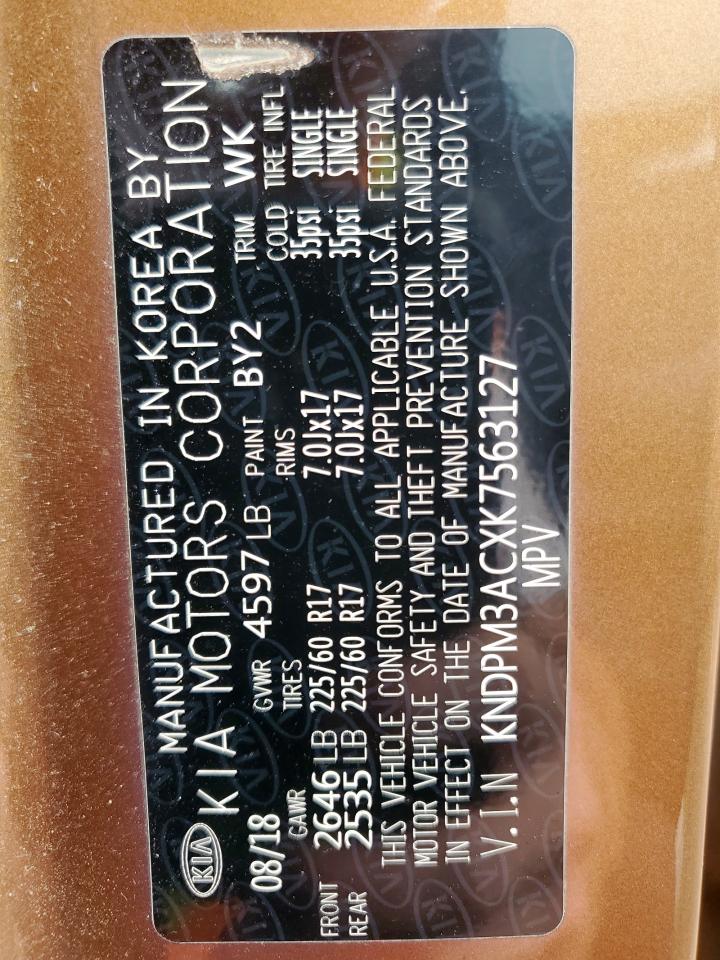 MANUFACTURED IN KOREA BY
KIA KIA MOTORS CORPORATION
08/18 GVWR 4597 LB PAINT BY2 TRIM WK
GAWR TIRES RIMS COLD TIRE INFL
FRONT 2646 LB 225/60 R17 7.0Jx17 35psi SINGLE
REAR 2535 LB 225/60 R17 7.0Jx17 35psi SINGLE
THIS VEHICLE CONFORMS TO ALL APPLICABLE U.S.A. FEDERAL
MOTOR VEHICLE SAFETY AND THEFT PREVENTION STANDARDS
IN EFFECT ON THE DATE OF MANUFACTURE SHOWN ABOVE.
V.I.N KNDPM3ACXK7563127
MPV